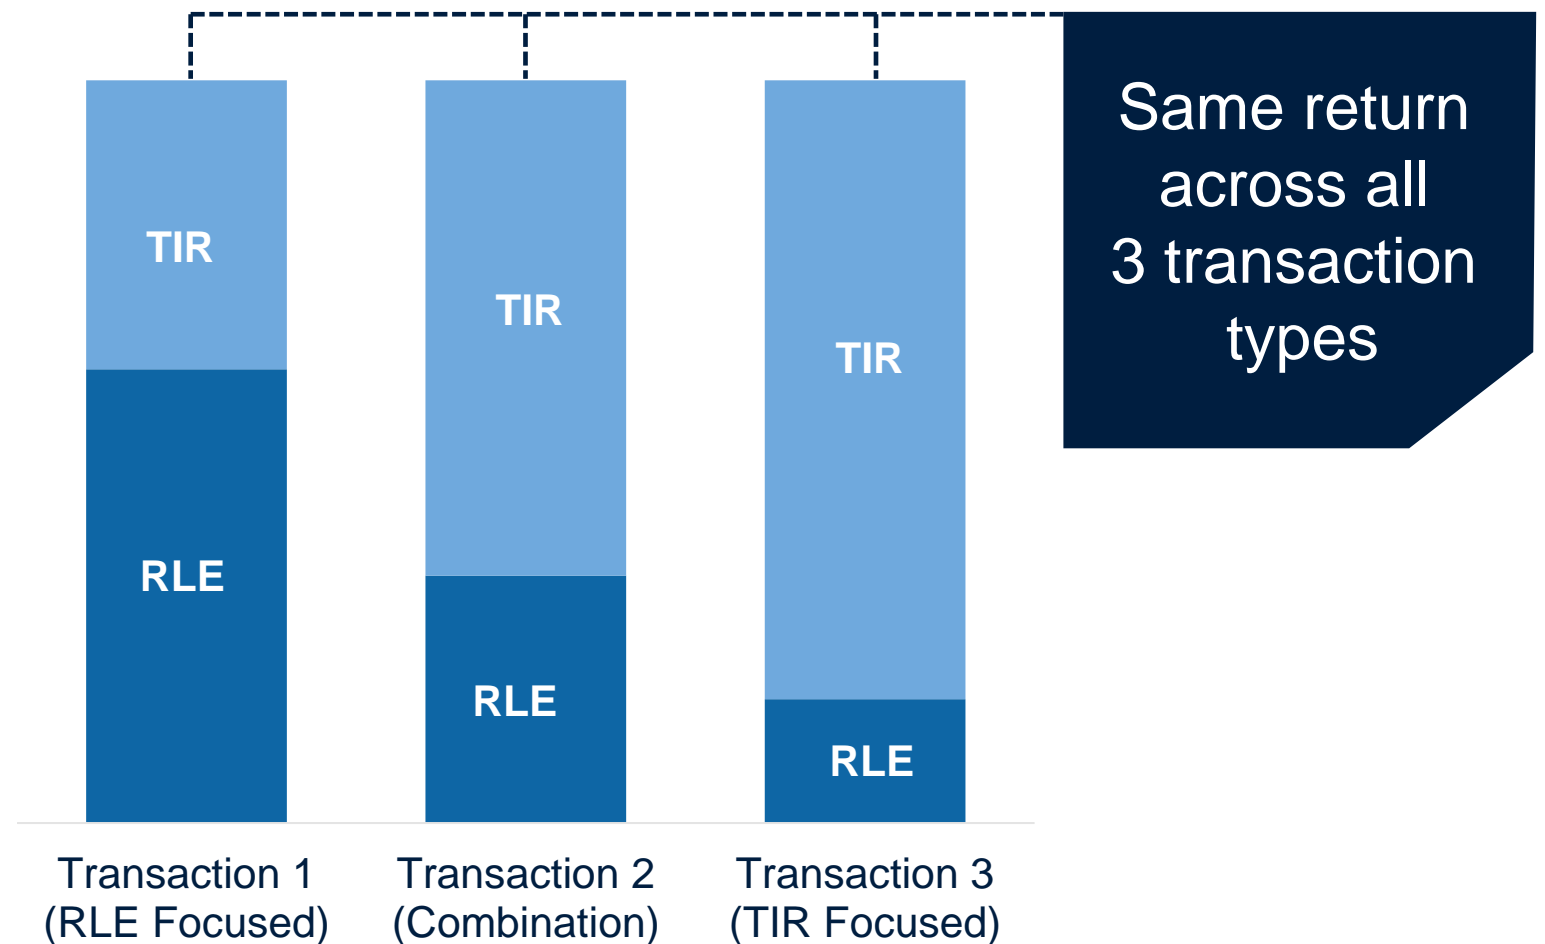 Same return
across all
3 transaction
types
TIR
TIR
TIR
RLE
RLE
RLE
Transaction 1
(RLE Focused)
Transaction 2
(Combination)
Transaction 3
(TIR Focused)